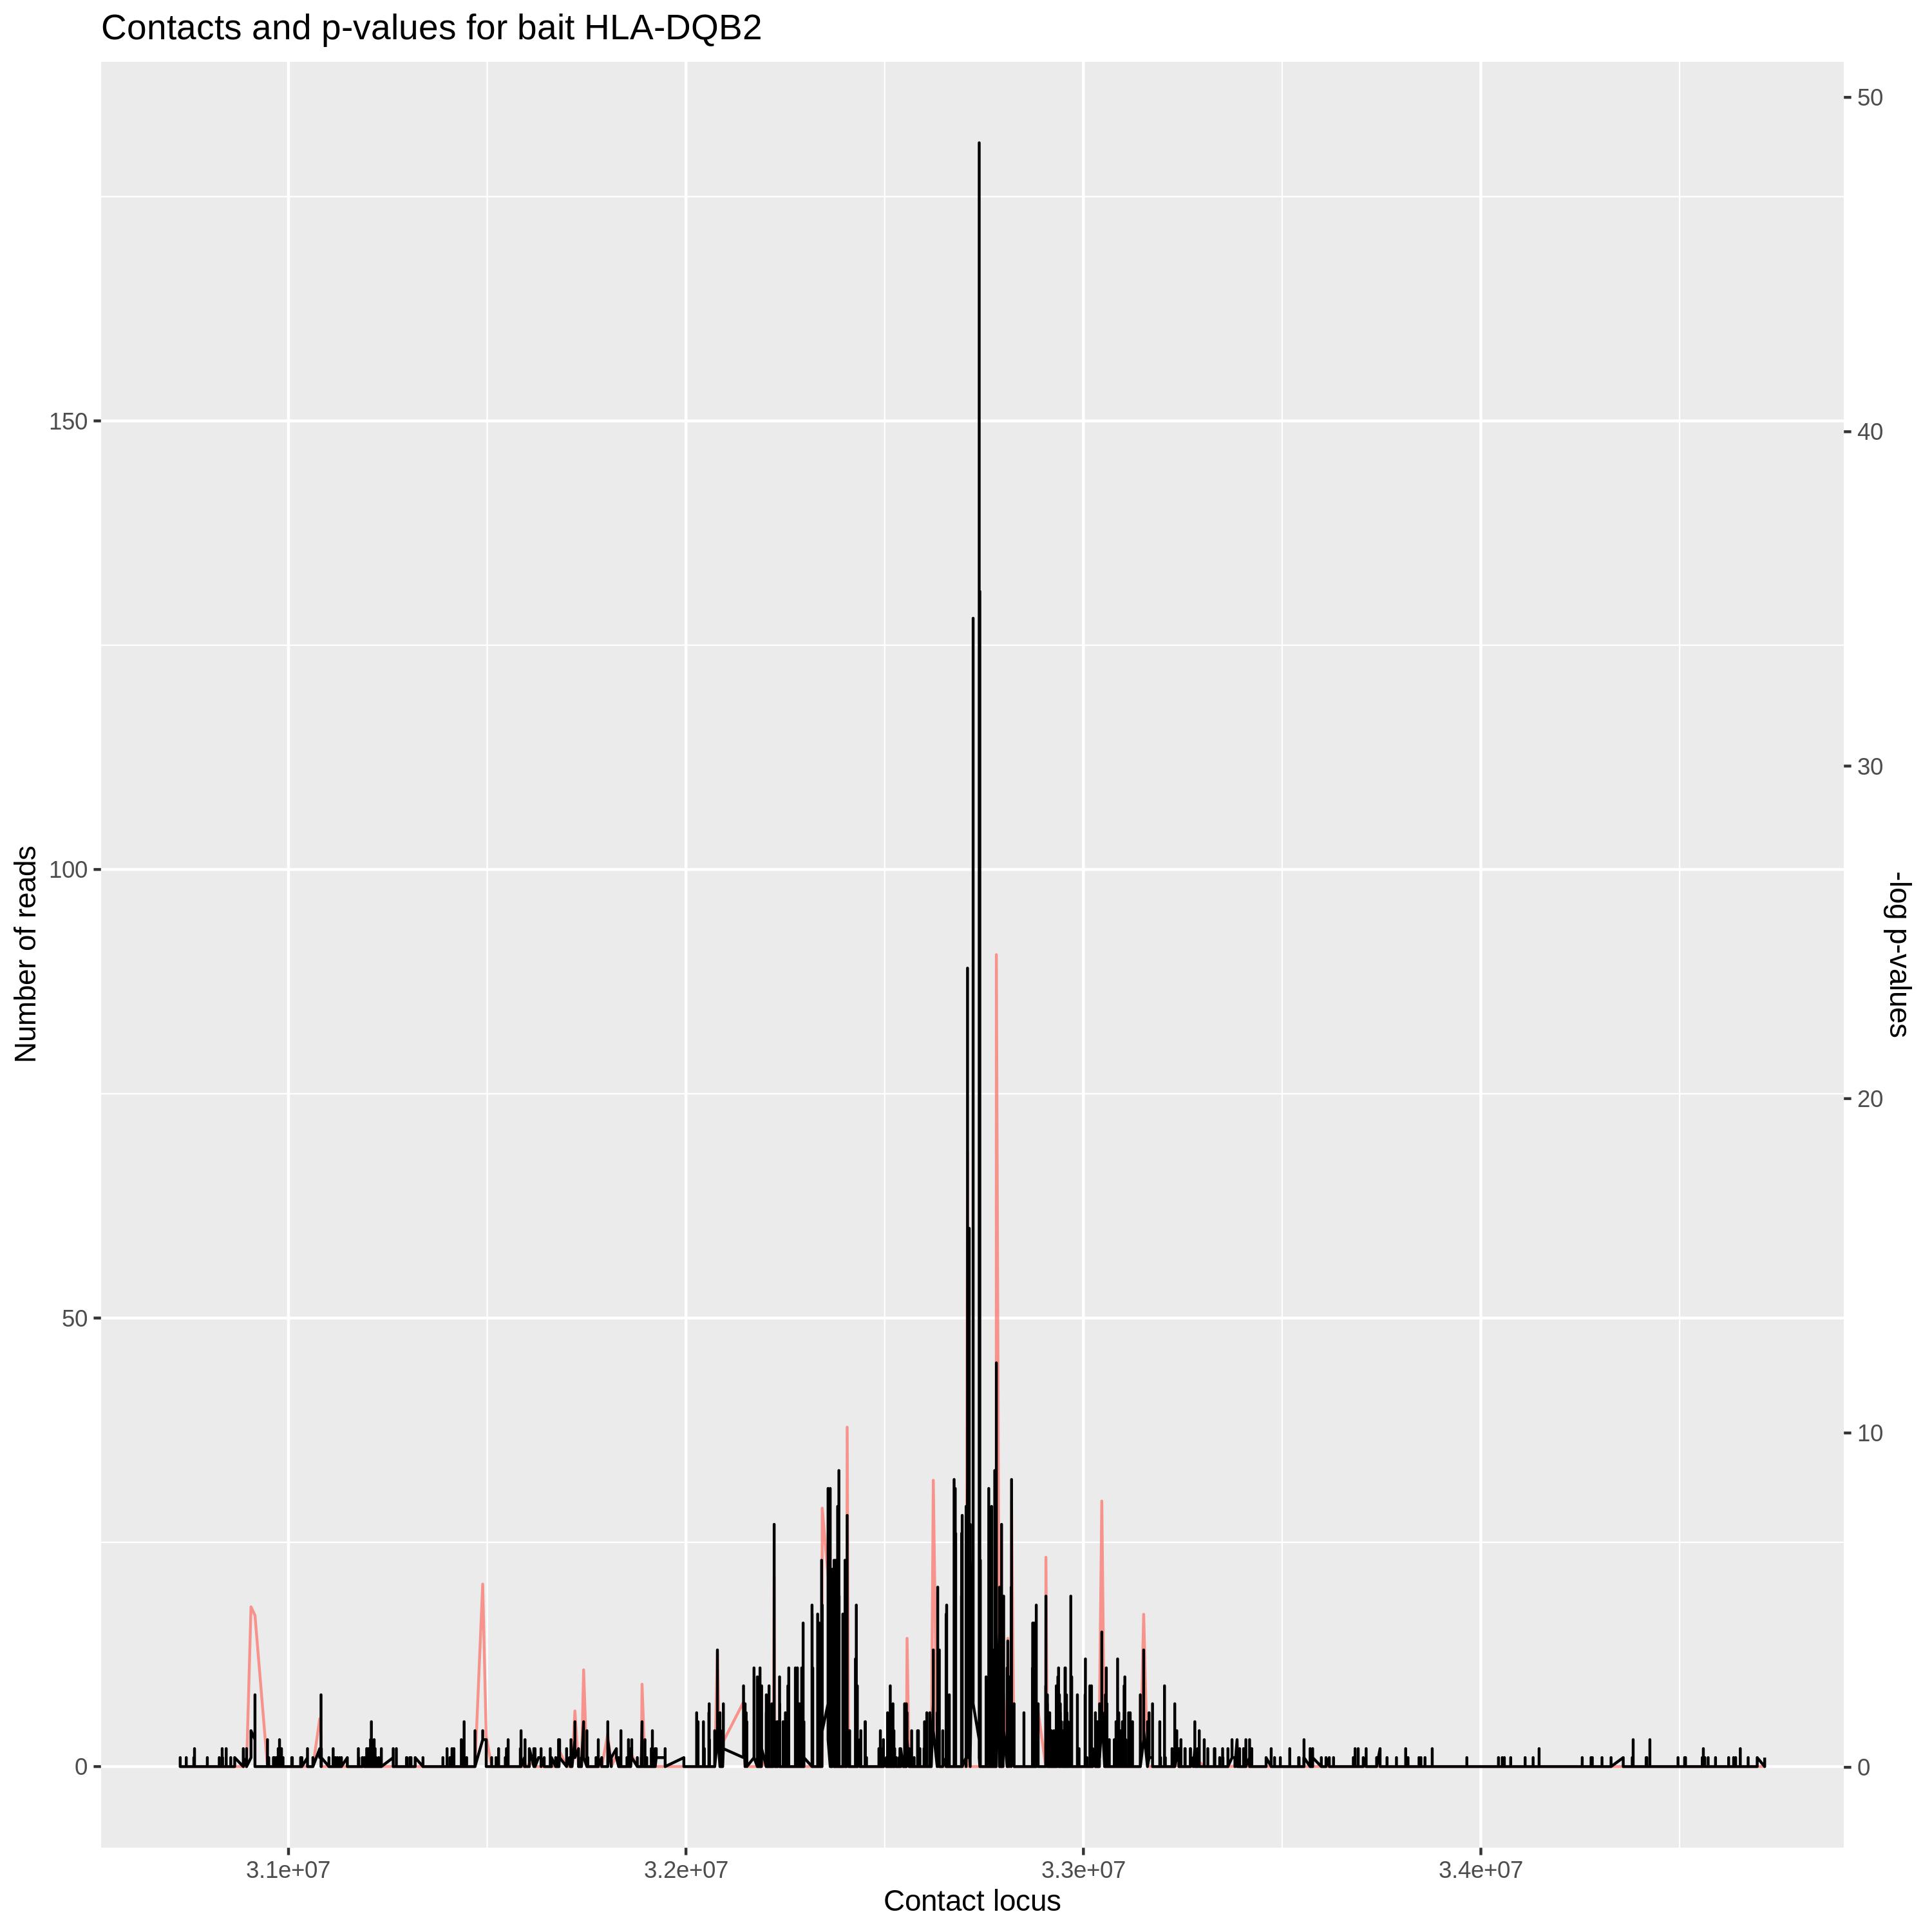 Contacts and p-values for bait HLA-DQB2
Number of reads
150
100
50
0
50
40
30
20
10
0
-log p-values
3.1e+07 3.2e+07 3.3e+07 3.4e+07
Contact locus